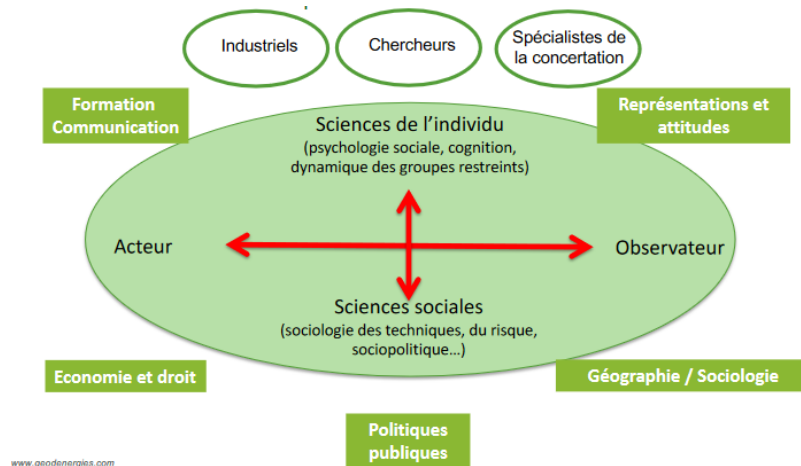 Industriels
Chercheurs
Spécialistes de
la concertation
Formation
Communication
Représentations et
attitudes
Sciences de l'individu
(psychologie sociale, cognition,
dynamique des groupes restreints)
Acteur
Observateur
Sciences sociales
(sociologie des techniques, du risque,
sociopolitique...)
Economie et droit
Géographie / Sociologie
Politiques
publiques
www.geodenergies.com